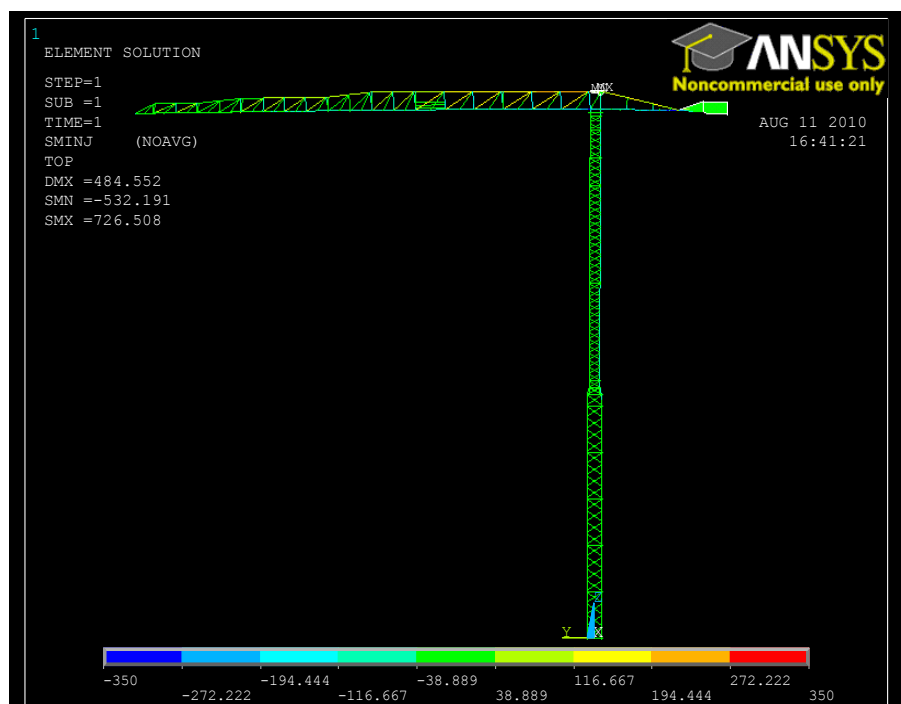 1
ELEMENT SOLUTION
STEP=1
SUB =1
TIME=1
SMINJ (NOAVG)
TOP
DMX =484.552
SMN =-532.191
SMX =726.508
ANSYS
Noncommercial use only
AUG 11 2010
16:41:21
MX
Y X
-350 -194.444 -38.889 116.667 272.222
-272.222 -116.667 38.889 194.444 350